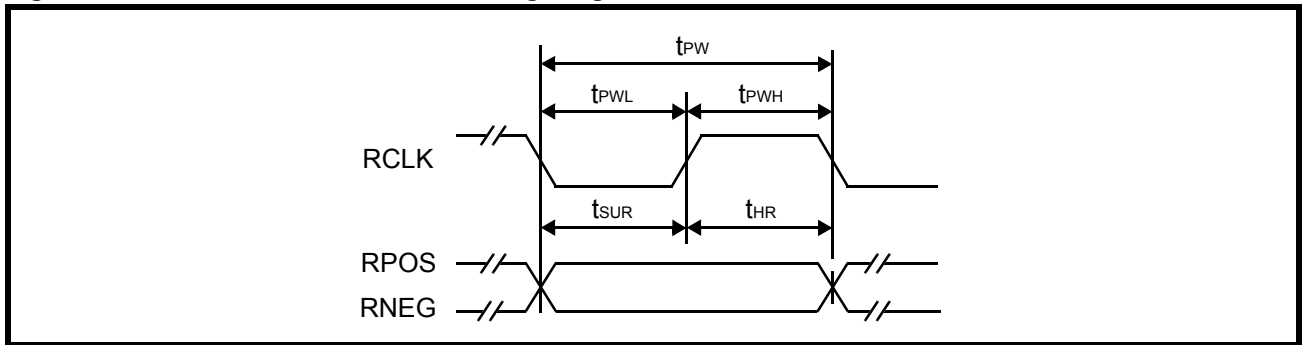 tPW
tPWL tPWH
RCLK
tSUR tHR
RPOS
RNEG